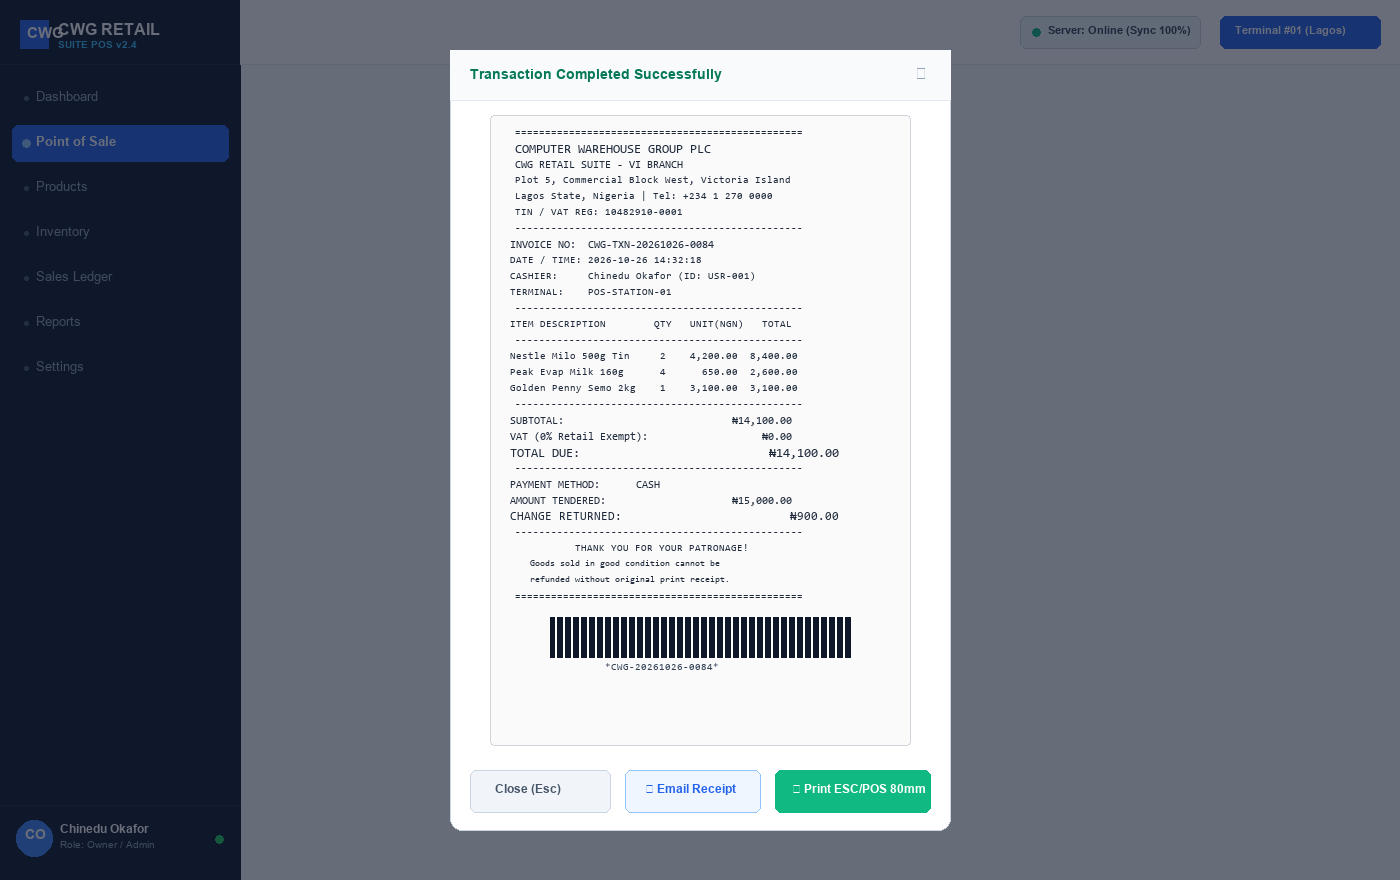 CWG
CWG RETAIL
SUITE POS v2.4
Server: Online (Sync 100%)
Terminal #01 (Lagos)
Dashboard
Point of Sale
Products
Inventory
Sales Ledger
Reports
Settings
Chinedu Okafor
CO
Role: Owner / Admin
Transaction Completed Successfully
================================================
COMPUTER WAREHOUSE GROUP PLC
CWG RETAIL SUITE - VI BRANCH
Plot 5, Commercial Block West, Victoria Island
Lagos State, Nigeria | Tel: +234 1 270 0000
TIN / VAT REG: 10482910-0001
------------------------------------------------
INVOICE NO: CWG-TXN-20261026-0084
DATE / TIME: 2026-10-26 14:32:18
CASHIER: Chinedu Okafor (ID: USR-001)
TERMINAL: POS-STATION-01
------------------------------------------------
ITEM DESCRIPTION QTY UNIT(NGN) TOTAL
------------------------------------------------
Nestle Milo 500g Tin 2 4,200.00 8,400.00
Peak Evap Milk 160g 4 650.00 2,600.00
Golden Penny Semo 2kg 1 3,100.00 3,100.00
------------------------------------------------
SUBTOTAL: ₦14,100.00
VAT (0% Retail Exempt): ₦0.00
TOTAL DUE: ₦14,100.00
------------------------------------------------
PAYMENT METHOD: CASH
AMOUNT TENDERED: ₦15,000.00
CHANGE RETURNED: ₦900.00
------------------------------------------------
THANK YOU FOR YOUR PATRONAGE!
Goods sold in good condition cannot be
refunded without original print receipt.
================================================
*CWG-20261026-0084*
Close (Esc)
Email Receipt
Print ESC/POS 80mm